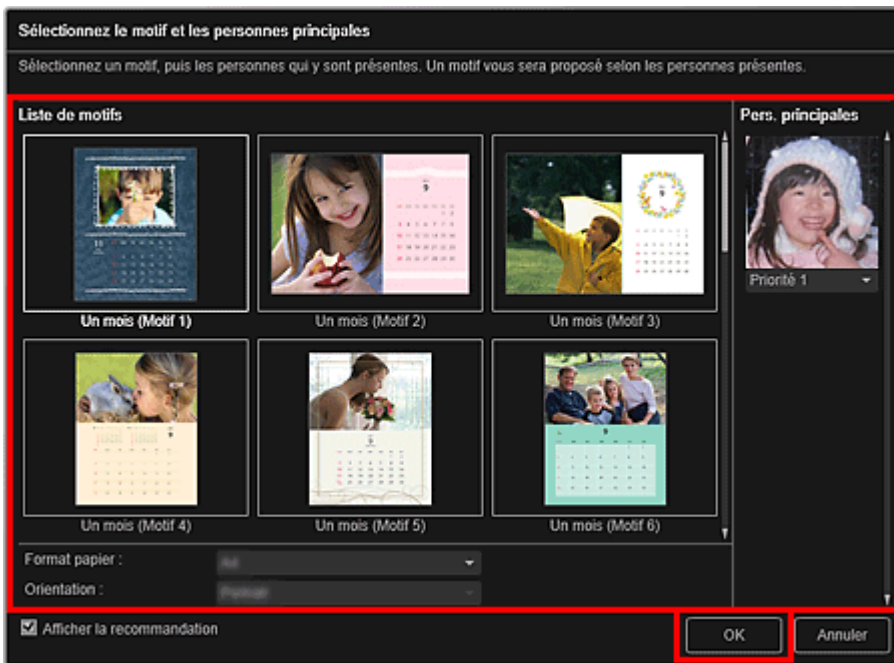 Sélectionnez le motif et les personnes principales
Sélectionnez un motif, puis les personnes qui y sont présentes. Un motif vous sera proposé selon les personnes présentes.
Liste de motifs
Pers. principales
Un mois (Motif 1)
Un mois (Motif 2)
Un mois (Motif 3)
Priorité 1
Un mois (Motif 4)
Un mois (Motif 5)
Un mois (Motif 6)
Format papier :
Orientation :
Afficher la recommandation
OK
Annuler